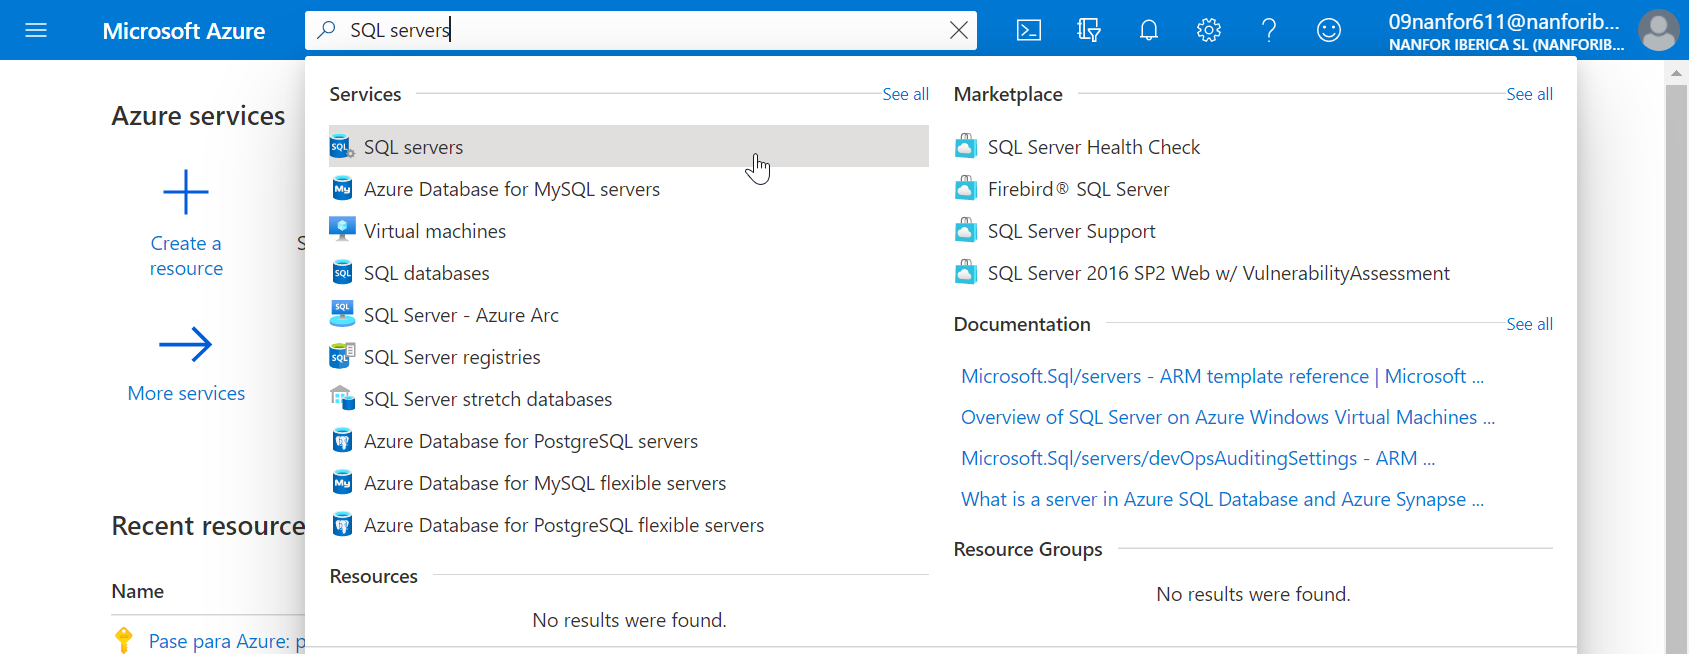 Microsoft Azure
SQL servers
09nanfor611@nanforib...
NANFOR IBERICA SL (NANFORIB...
Azure services
Create a
resource
S
More services
Recent resource
Name
Pase para Azure: p
Services
See all
SQL servers
Azure Database for MySQL servers
Virtual machines
SQL databases
SQL Server - Azure Arc
SQL Server registries
SQL Server stretch databases
Azure Database for PostgreSQL servers
Azure Database for MySQL flexible servers
Azure Database for PostgreSQL flexible servers
Resources
No results were found.
Marketplace
See all
SQL Server Health Check
Firebird® SQL Server
SQL Server Support
SQL Server 2016 SP2 Web w/ VulnerabilityAssessment
Documentation
See all
Microsoft.Sql/servers - ARM template reference | Microsoft ...
Overview of SQL Server on Azure Windows Virtual Machines ...
Microsoft.Sql/servers/devOpsAuditingSettings - ARM ...
What is a server in Azure SQL Database and Azure Synapse ...
Resource Groups
No results were found.